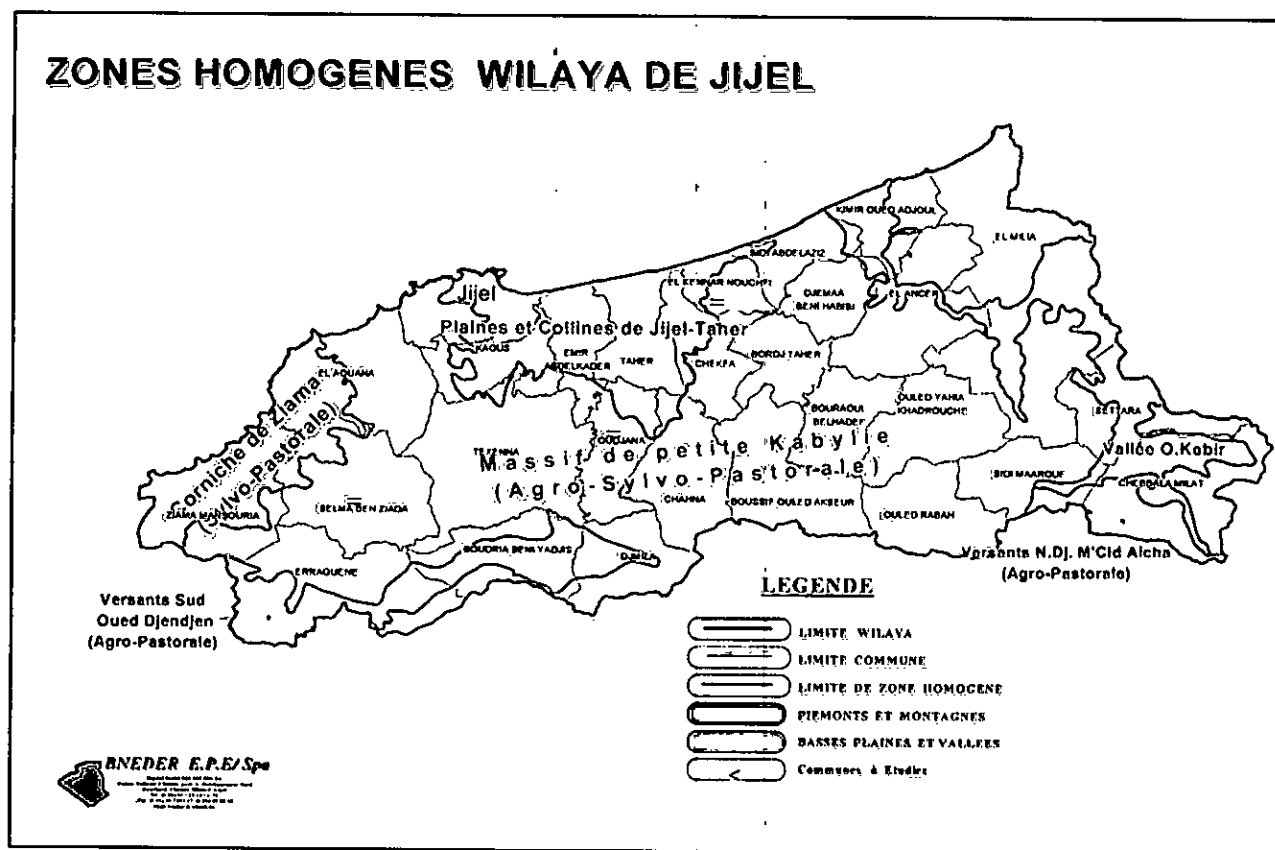 ZONES HOMOGENES WILAYA DE JIJEL
KIMIR OUED ADJOUL
EL MILIA
SIDI ABDELAZIZ
EL KENNAR NOUCHFI
Jijel
DJEMAA
BENI HABIBI
EL ANCER
Plaines et Collines de Jijel-Taher
KAOUS
EMIR
ABDELKADER
TAHER
CHEKFA
BORDJ TAHER
EL AOUANA
OULED YAHIA
KHADROUCHE
BOURAOUI
BELHADEF
SETTARA
Corniche de Ziama
(Sylvo-Pastorale)
TEXENNA
OUDJANA
Massif de petite Kabylie
(Agro-Sylvo-Pastorale)
Vallée O.Kebir
SIDI MAAROUF
CHEBBALA MILAT
ZIAMA MANSOURIA
SELMA BEN ZIADA
CHAHNA
BOUSSIF OULED AKSEUR
OULED RABAH
BOUDRIA BENI YADJIS
DJIMLA
ERRAGUENE
Versants N.Dj. M'Cid Aicha
(Agro-Pastorale)
Versants Sud
Oued Djendjen
(Agro-Pastorale)
LEGENDE
LIMITE WILAYA
LIMITE COMMUNE
LIMITE DE ZONE HOMOGENE
PIEMONTS ET MONTAGNES
BASSES PLAINES ET VALLEES
Communes à Etudier
BNEDER E.P.E/Spa